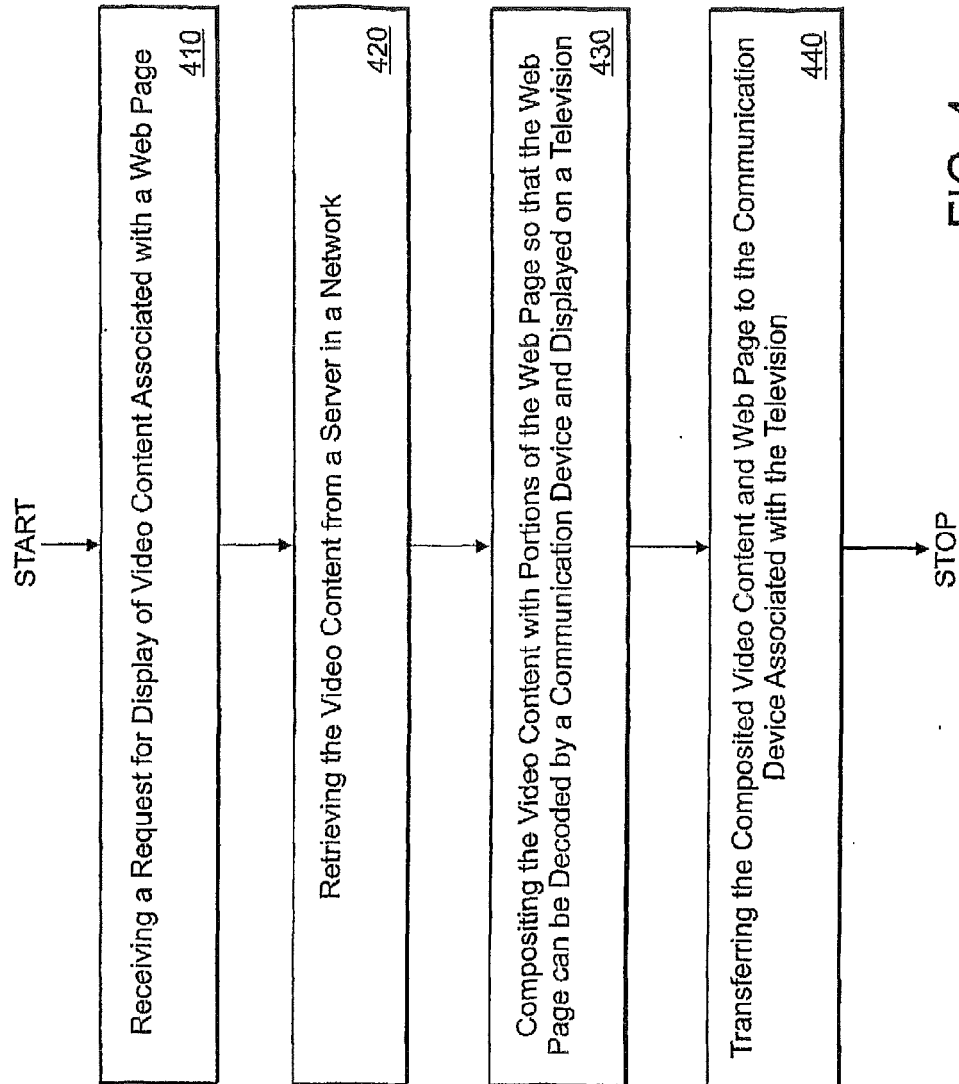 START
Receiving a Request for Display of Video Content Associated with a Web Page
410
Retrieving the Video Content from a Server in a Network
420
Compositing the Video Content with Portions of the Web Page so that the Web
Page can be Decoded by a Communication Device and Displayed on a Television
430
Transferring the Composited Video Content and Web Page to the Communication
Device Associated with the Television
440
STOP
FIG. 4